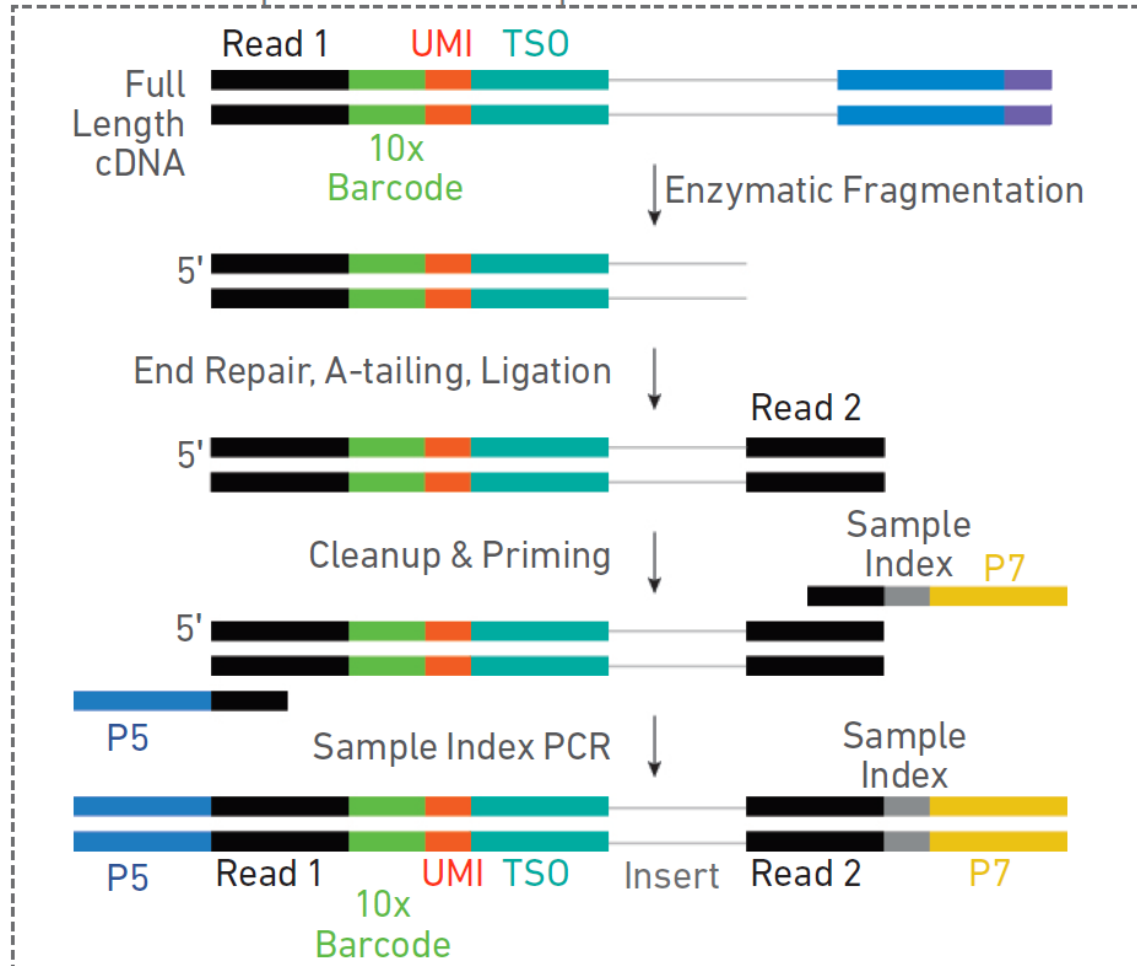 Read 1 UMI TSO
Full
Length
cDNA
10x
Barcode
Enzymatic Fragmentation
5'
End Repair, A-tailing, Ligation
Read 2
5'
Cleanup & Priming
Sample
Index P7
5'
P5
Sample Index PCR
Sample
Index
P5 Read 1 UMI TSO Insert Read 2 P7
10x
Barcode